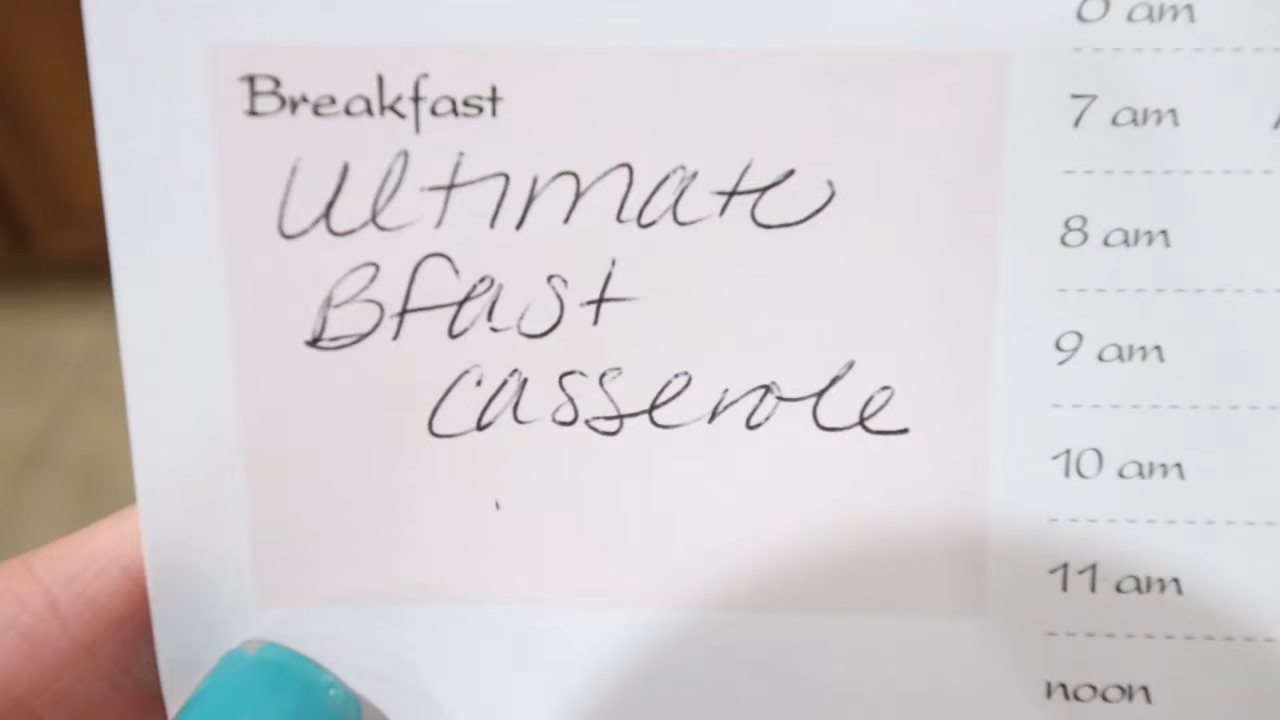 Breakfast
Ultimate
Bfast
casserole
6 am
7 am
8 am
9 am
10 am
11 am
noon